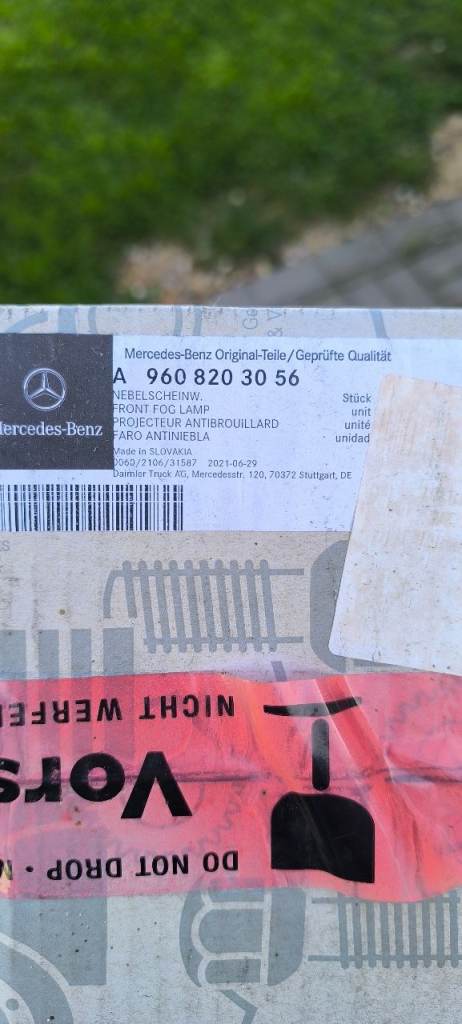 Mercedes-Benz Original-Teile/Geprüfte Qualität
A 960 820 30 56
NEBELSCHEINW. Stück
FRONT FOG LAMP unit
PROJECTEUR ANTIBROUILLARD unité
FARO ANTINIEBLA unidad
Made in SLOVAKIA
0060/2106/31587 2021-06-29
Daimler Truck AG, Mercedesstr. 120, 70372 Stuttgart, DE
Mercedes-Benz
NICHT WERFE
Vors
DO NOT DROP •